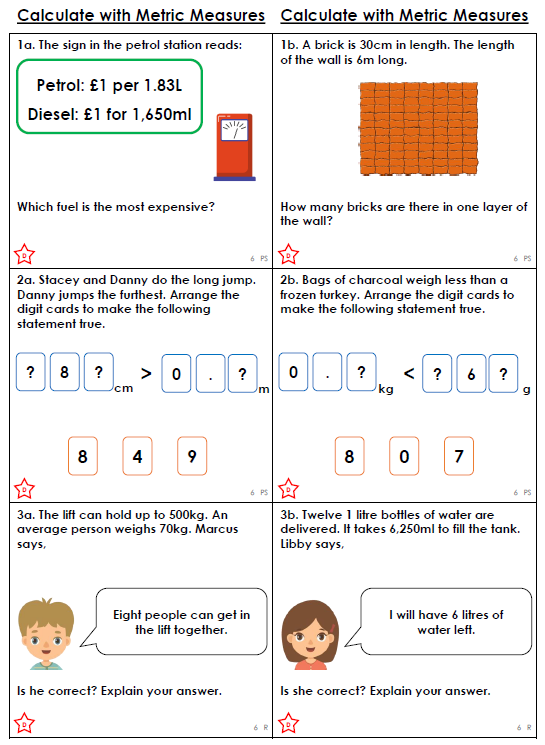 Calculate with Metric Measures
Calculate with Metric Measures
1a. The sign in the petrol station reads:
Petrol: £1 per 1.83L
Diesel: £1 for 1,650ml
Which fuel is the most expensive?
D
6 PS
1b. A brick is 30cm in length. The length
of the wall is 6m long.
How many bricks are there in one layer of
the wall?
D
6 PS
2a. Stacey and Danny do the long jump.
Danny jumps the furthest. Arrange the
digit cards to make the following
statement true.
? 8 ? cm > 0 . ? m
8 4 9
D
6 PS
2b. Bags of charcoal weigh less than a
frozen turkey. Arrange the digit cards to
make the following statement true.
0 . ? kg < ? 6 ? g
8 0 7
D
6 PS
3a. The lift can hold up to 500kg. An
average person weighs 70kg. Marcus
says,
Eight people can get in
the lift together.
Is he correct? Explain your answer.
D
6 R
3b. Twelve 1 litre bottles of water are
delivered. It takes 6,250ml to fill the tank.
Libby says,
I will have 6 litres of
water left.
Is she correct? Explain your answer.
D
6 R